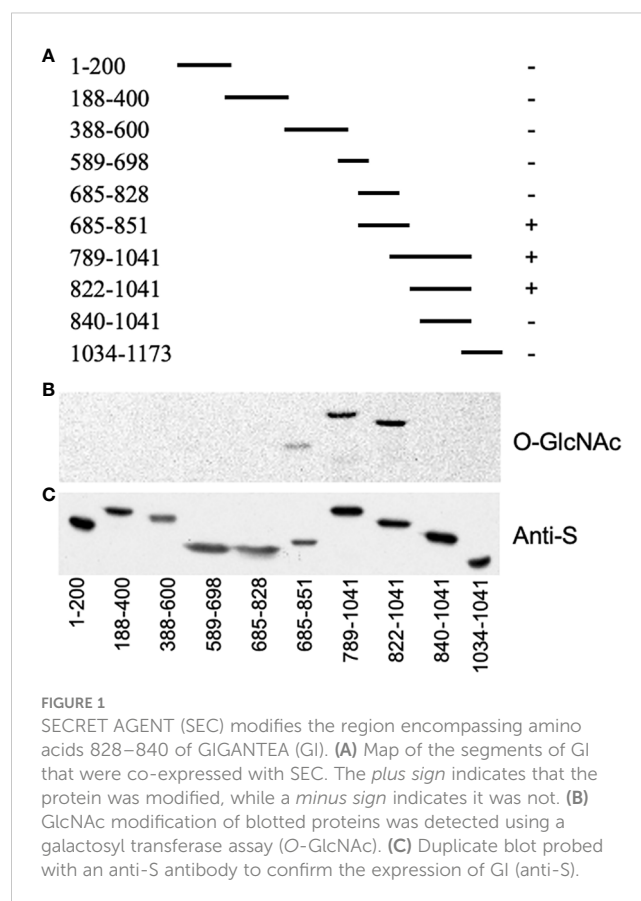 A
1-200 -
188-400 -
388-600 -
589-698 -
685-828 -
685-851 +
789-1041 +
822-1041 +
840-1041 -
1034-1173 -
B
O-GlcNAc
C
Anti-S
1-200
188-400
388-600
589-698
685-828
685-851
789-1041
822-1041
840-1041
1034-1041
FIGURE 1
SECRET AGENT (SEC) modifies the region encompassing amino
acids 828–840 of GIGANTEA (GI). (A) Map of the segments of GI
that were co-expressed with SEC. The plus sign indicates that the
protein was modified, while a minus sign indicates it was not. (B)
GlcNAc modification of blotted proteins was detected using a
galactosyl transferase assay (O-GlcNAc). (C) Duplicate blot probed
with an anti-S antibody to confirm the expression of GI (anti-S).